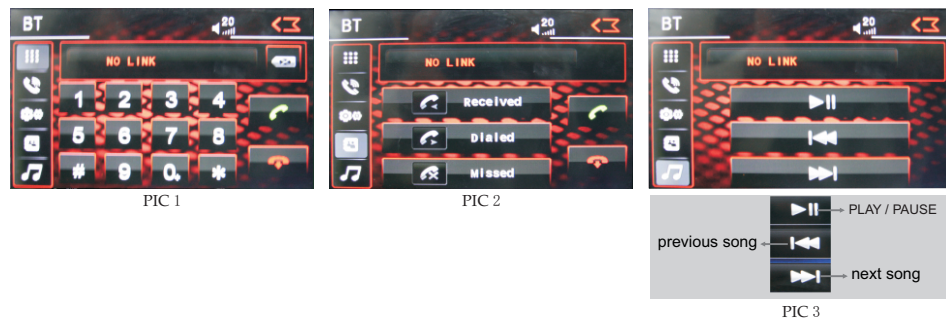 BT
20
NO LINK
1 2 3 4
5 6 7 8
# 9 0 *
PIC 1
BT
20
NO LINK
Received
Dialed
Missed
PIC 2
BT
20
NO LINK
PLAY / PAUSE
previous song
next song
PIC 3